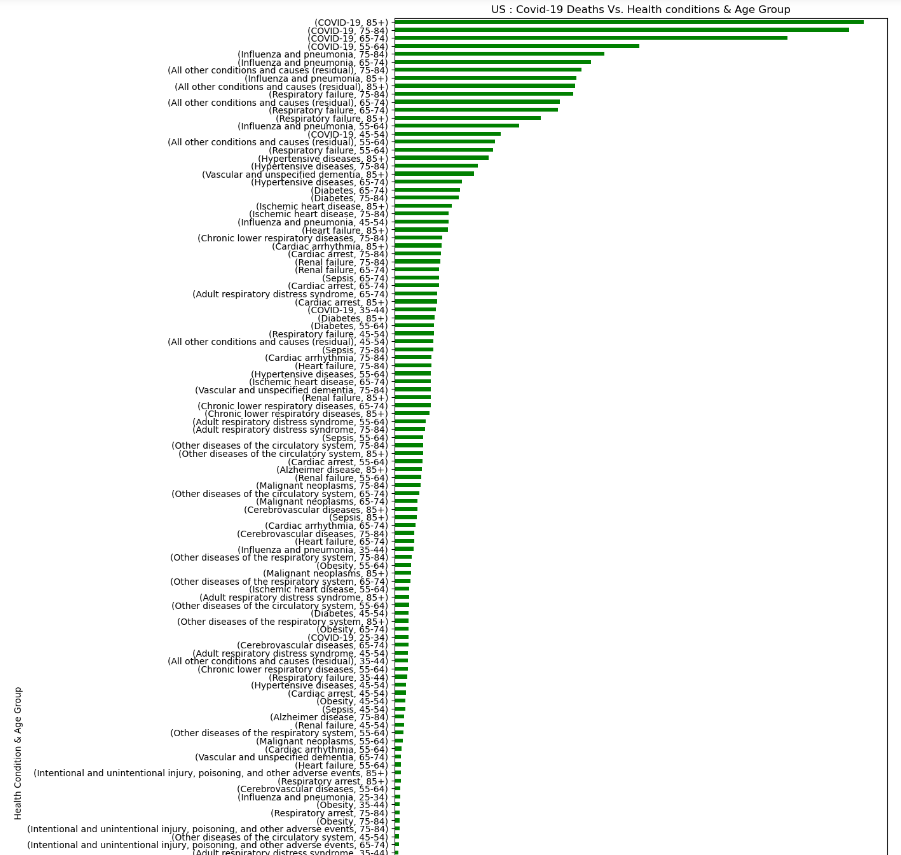 US : Covid-19 Deaths Vs. Health conditions & Age Group
(COVID-19, 85+)
(COVID-19, 75-84)
(COVID-19, 65-74)
(COVID-19, 55-64)
(Influenza and pneumonia, 75-84)
(Influenza and pneumonia, 65-74)
(All other conditions and causes (residual), 75-84)
(Influenza and pneumonia, 85+)
(All other conditions and causes (residual), 85+)
(Respiratory failure, 75-84)
(All other conditions and causes (residual), 65-74)
(Respiratory failure, 65-74)
(Respiratory failure, 85+)
(Influenza and pneumonia, 55-64)
(COVID-19, 45-54)
(All other conditions and causes (residual), 55-64)
(Respiratory failure, 55-64)
(Hypertensive diseases, 85+)
(Hypertensive diseases, 75-84)
(Vascular and unspecified dementia, 85+)
(Hypertensive diseases, 65-74)
(Diabetes, 65-74)
(Diabetes, 75-84)
(Ischemic heart disease, 85+)
(Ischemic heart disease, 75-84)
(Influenza and pneumonia, 45-54)
(Heart failure, 85+)
(Chronic lower respiratory diseases, 75-84)
(Cardiac arrhythmia, 85+)
(Cardiac arrest, 75-84)
(Renal failure, 75-84)
(Renal failure, 65-74)
(Sepsis, 65-74)
(Cardiac arrest, 65-74)
(Adult respiratory distress syndrome, 65-74)
(Cardiac arrest, 85+)
(COVID-19, 35-44)
(Diabetes, 85+)
(Diabetes, 55-64)
(Respiratory failure, 45-54)
(All other conditions and causes (residual), 45-54)
(Sepsis, 75-84)
(Cardiac arrhythmia, 75-84)
(Heart failure, 75-84)
(Hypertensive diseases, 55-64)
(Ischemic heart disease, 65-74)
(Vascular and unspecified dementia, 75-84)
(Renal failure, 85+)
(Chronic lower respiratory diseases, 65-74)
(Chronic lower respiratory diseases, 85+)
(Adult respiratory distress syndrome, 55-64)
(Adult respiratory distress syndrome, 75-84)
(Sepsis, 55-64)
(Other diseases of the circulatory system, 75-84)
(Other diseases of the circulatory system, 85+)
(Cardiac arrest, 55-64)
(Alzheimer disease, 85+)
(Renal failure, 55-64)
(Malignant neoplasms, 75-84)
(Other diseases of the circulatory system, 65-74)
(Malignant neoplasms, 65-74)
(Cerebrovascular diseases, 85+)
(Sepsis, 85+)
(Cardiac arrhythmia, 65-74)
(Cerebrovascular diseases, 75-84)
(Heart failure, 65-74)
(Influenza and pneumonia, 35-44)
(Other diseases of the respiratory system, 75-84)
(Obesity, 55-64)
(Malignant neoplasms, 85+)
(Other diseases of the respiratory system, 65-74)
(Ischemic heart disease, 55-64)
(Adult respiratory distress syndrome, 85+)
(Other diseases of the circulatory system, 55-64)
(Diabetes, 45-54)
(Other diseases of the respiratory system, 85+)
(Obesity, 65-74)
(COVID-19, 25-34)
(Cerebrovascular diseases, 65-74)
(Adult respiratory distress syndrome, 45-54)
(All other conditions and causes (residual), 35-44)
(Chronic lower respiratory diseases, 55-64)
(Respiratory failure, 35-44)
(Hypertensive diseases, 45-54)
(Cardiac arrest, 45-54)
(Obesity, 45-54)
(Sepsis, 45-54)
(Alzheimer disease, 75-84)
(Renal failure, 45-54)
(Other diseases of the respiratory system, 55-64)
(Malignant neoplasms, 55-64)
(Cardiac arrhythmia, 55-64)
(Vascular and unspecified dementia, 65-74)
(Heart failure, 55-64)
(Intentional and unintentional injury, poisoning, and other adverse events, 85+)
(Respiratory arrest, 85+)
(Cerebrovascular diseases, 55-64)
(Influenza and pneumonia, 25-34)
(Obesity, 35-44)
(Respiratory arrest, 75-84)
(Obesity, 75-84)
(Intentional and unintentional injury, poisoning, and other adverse events, 75-84)
(Other diseases of the circulatory system, 45-54)
(Intentional and unintentional injury, poisoning, and other adverse events, 65-74)
(Adult respiratory distress syndrome, 35-44)
Health Condition & Age Group